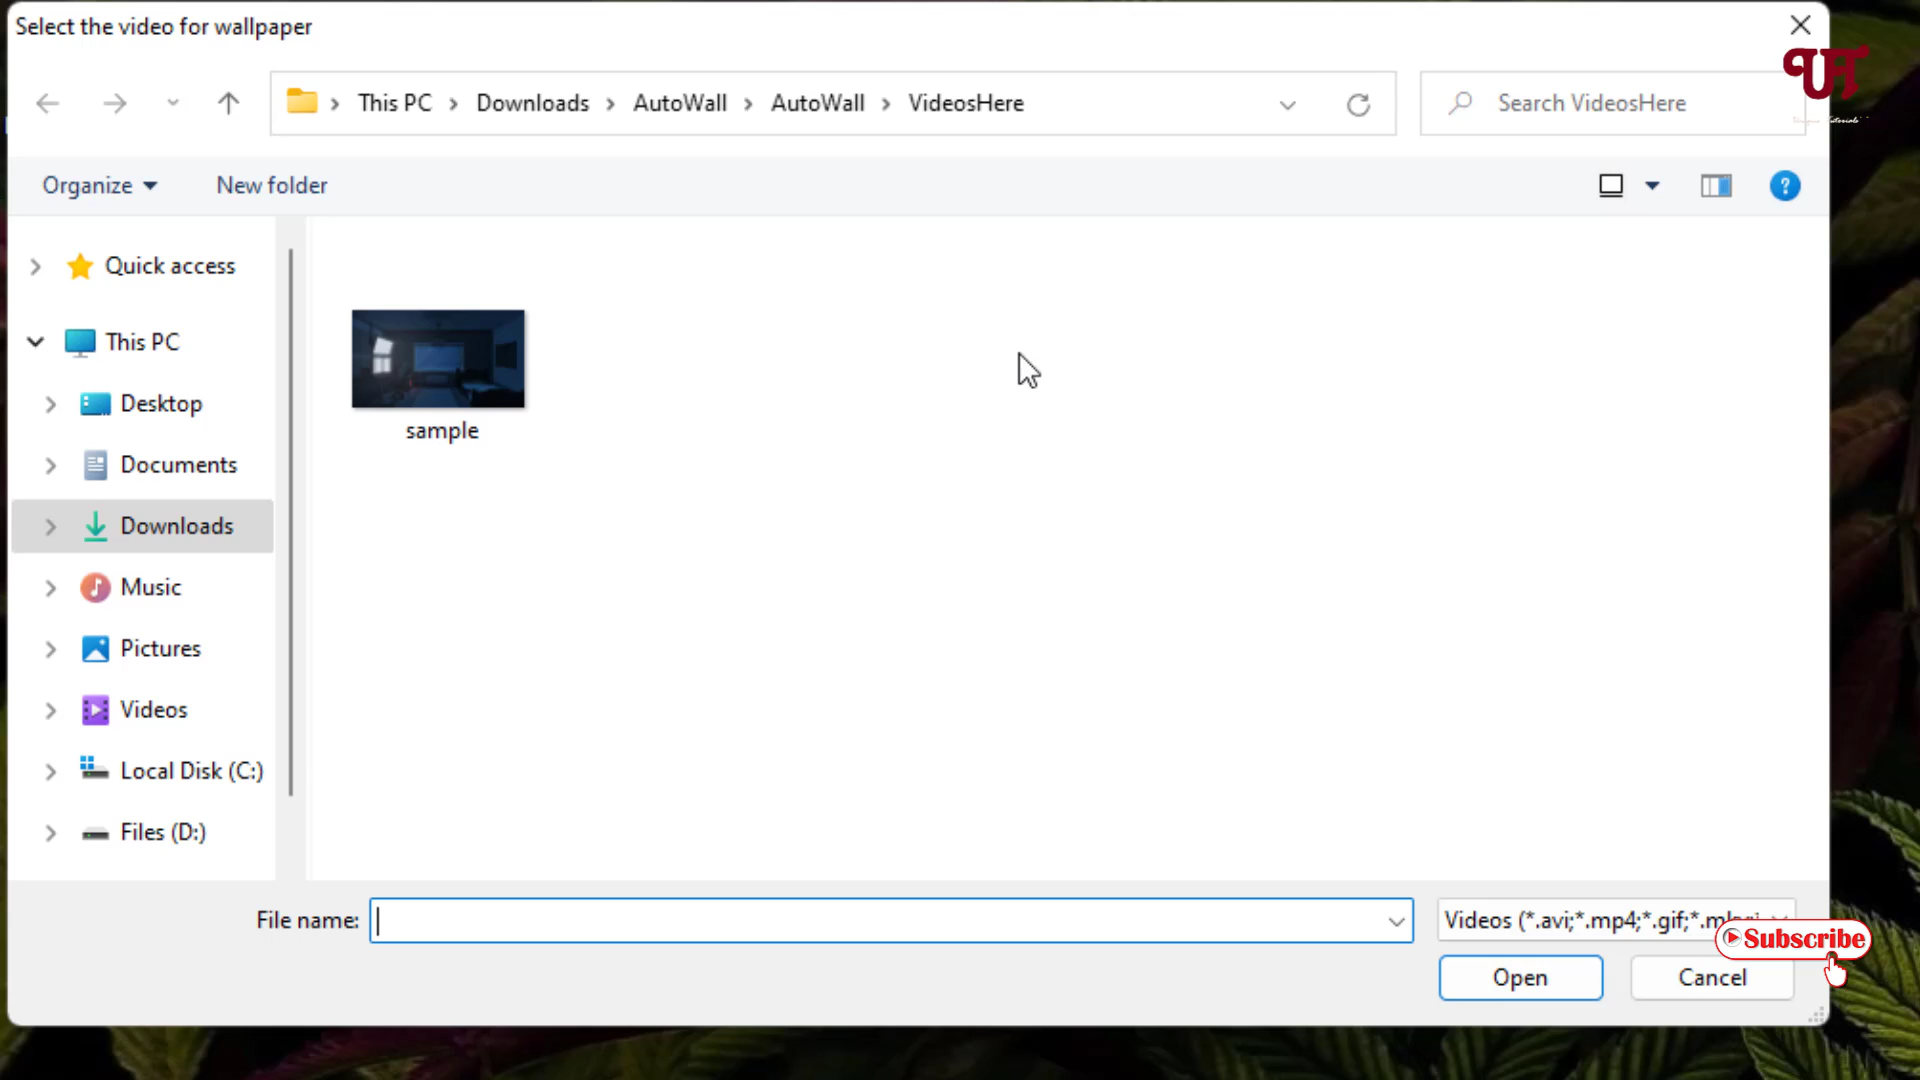 Select the video for wallpaper
This PC > Downloads > AutoWall > AutoWall > VideosHere
Search VideosHere
UT
Tutorials
Organize
New folder
?
Quick access
This PC
Desktop
Documents
Downloads
Music
Pictures
Videos
Local Disk (C:)
Files (D:)
sample
File name:
Videos (*.avi;*.mp4;*.gif;*.m
Subscribe
Open
Cancel